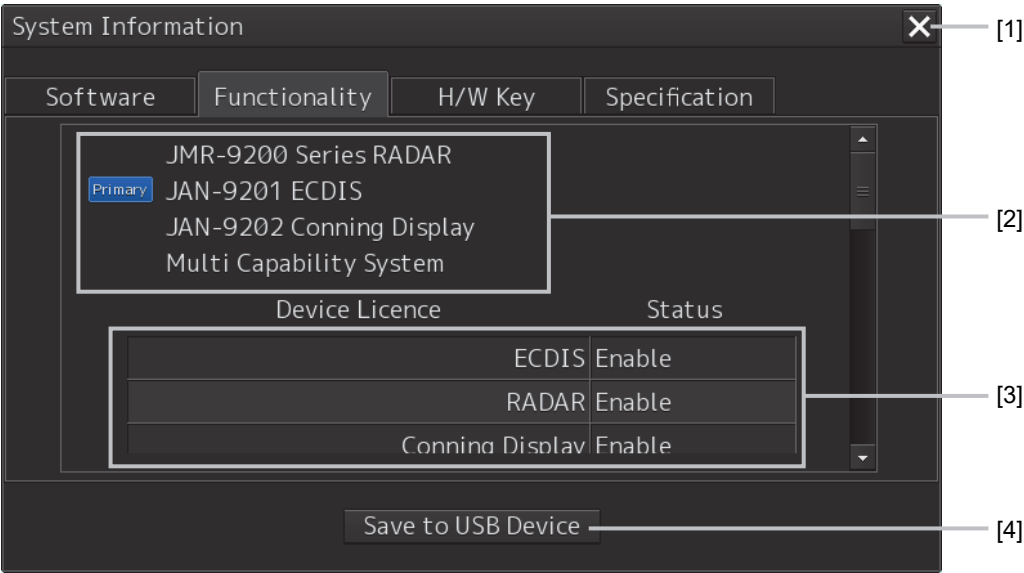 System Information
[1]
Software Functionality H/W Key Specification
JMR-9200 Series RADAR
Primary JAN-9201 ECDIS
[2]
JAN-9202 Conning Display
Multi Capability System
Device Licence Status
ECDIS Enable
[3]
RADAR Enable
Conning Display Enable
Save to USB Device
[4]